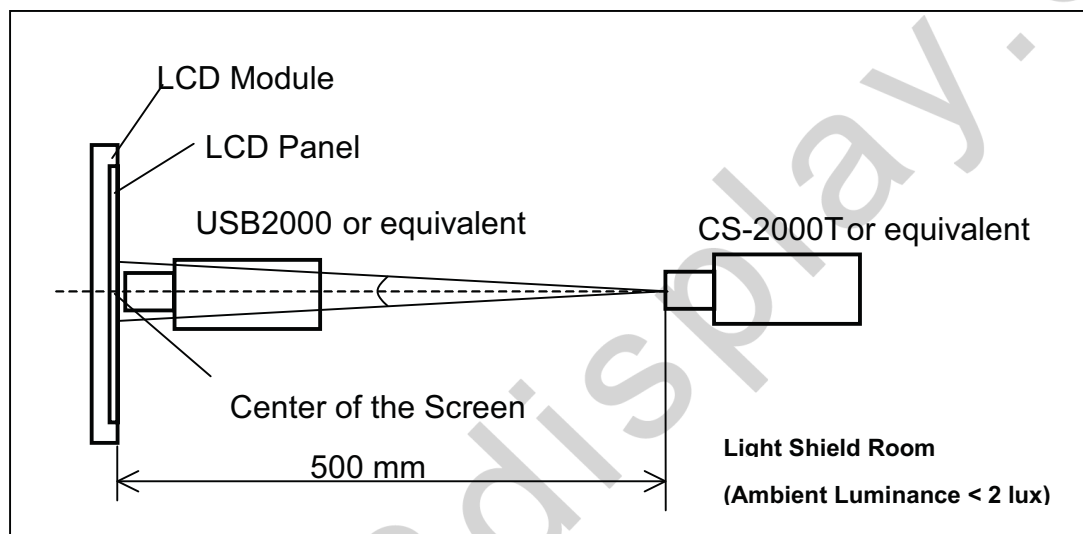 LCD Module
LCD Panel
USB2000 or equivalent
CS-2000T or equivalent
Center of the Screen
500 mm
Light Shield Room
(Ambient Luminance < 2 lux)
display.